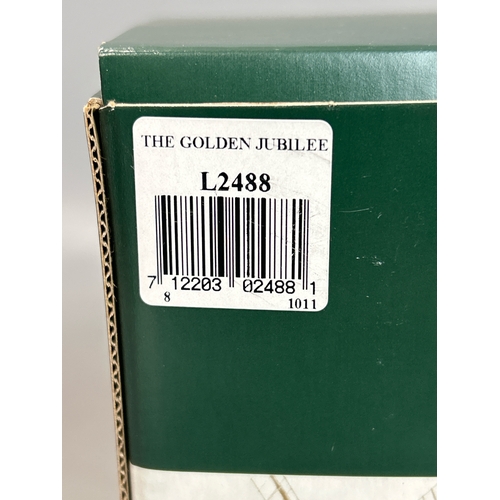 THE GOLDEN JUBILEE
L2488
7 12203 02488 1
8 1011